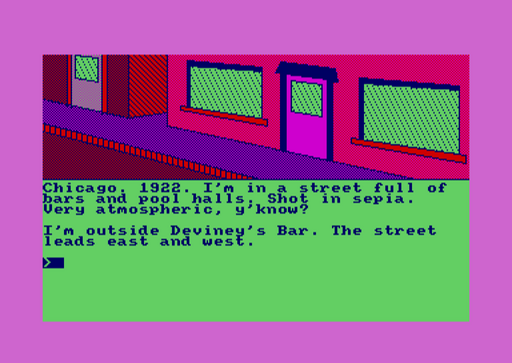 Chicago. 1922. I'm in a street full of
bars and pool halls, Shot in sepia.
Very atmospheric, y'know?
I'm outside Deviney's Bar. The street
leads east and west.
>